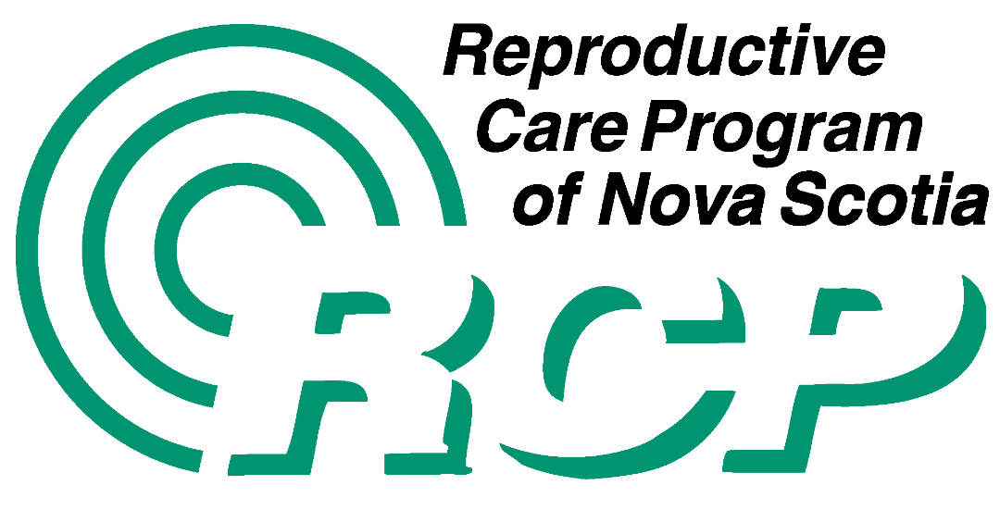 Reproductive
Care Program
of Nova Scotia
RCP